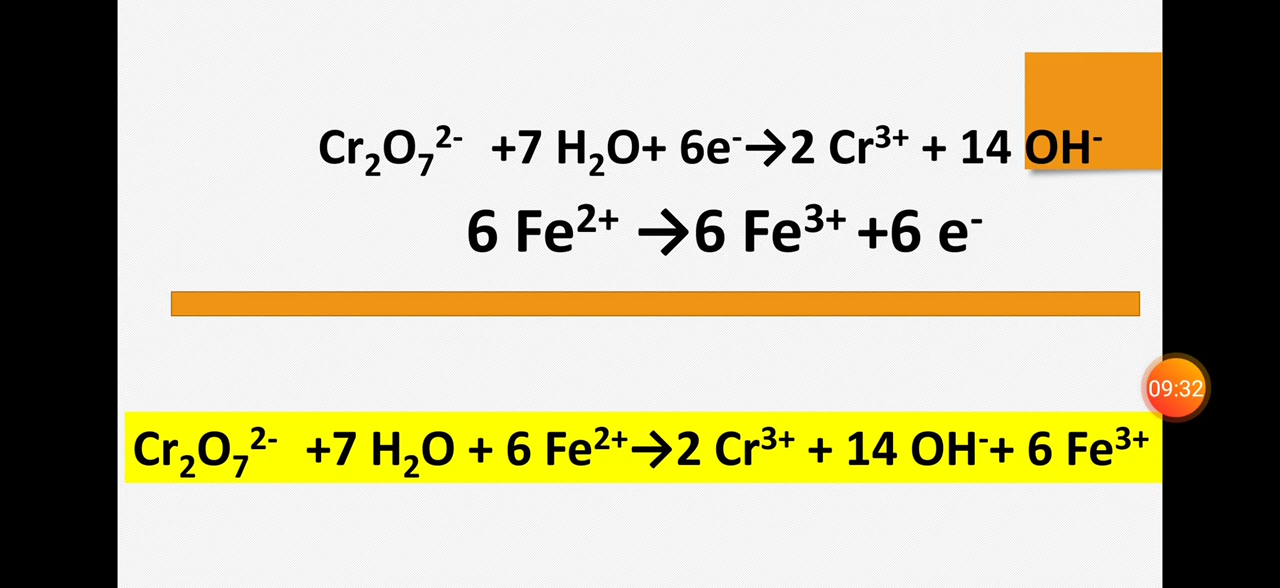 Cr₂O₇²⁻ +7 H₂O+ 6e⁻→2 Cr³⁺ + 14 OH⁻
6 Fe²⁺ →6 Fe³⁺ +6 e⁻
09:32
Cr₂O₇²⁻ +7 H₂O + 6 Fe²⁺→2 Cr³⁺ + 14 OH⁻+ 6 Fe³⁺